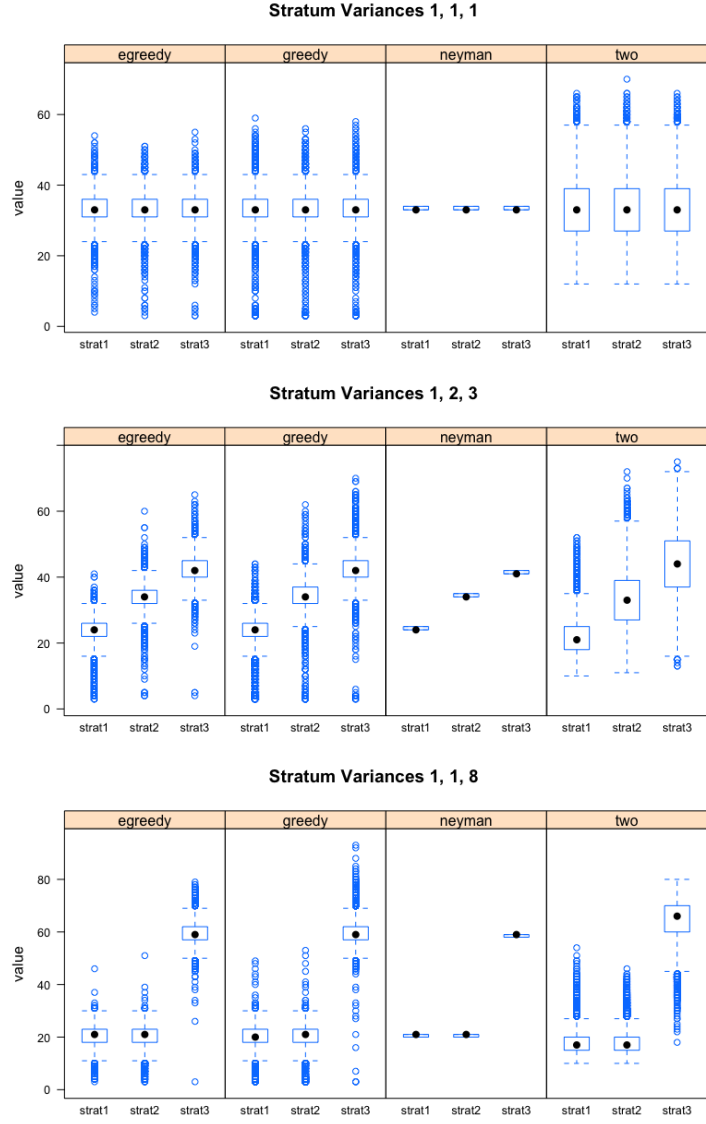 Stratum Variances 1, 1, 1
egreedy greedy neyman two
value
60
40
20
0
strat1 strat2 strat3 strat1 strat2 strat3 strat1 strat2 strat3 strat1 strat2 strat3
Stratum Variances 1, 2, 3
egreedy greedy neyman two
value
60
40
20
0
strat1 strat2 strat3 strat1 strat2 strat3 strat1 strat2 strat3 strat1 strat2 strat3
Stratum Variances 1, 1, 8
egreedy greedy neyman two
value
80
60
40
20
0
strat1 strat2 strat3 strat1 strat2 strat3 strat1 strat2 strat3 strat1 strat2 strat3